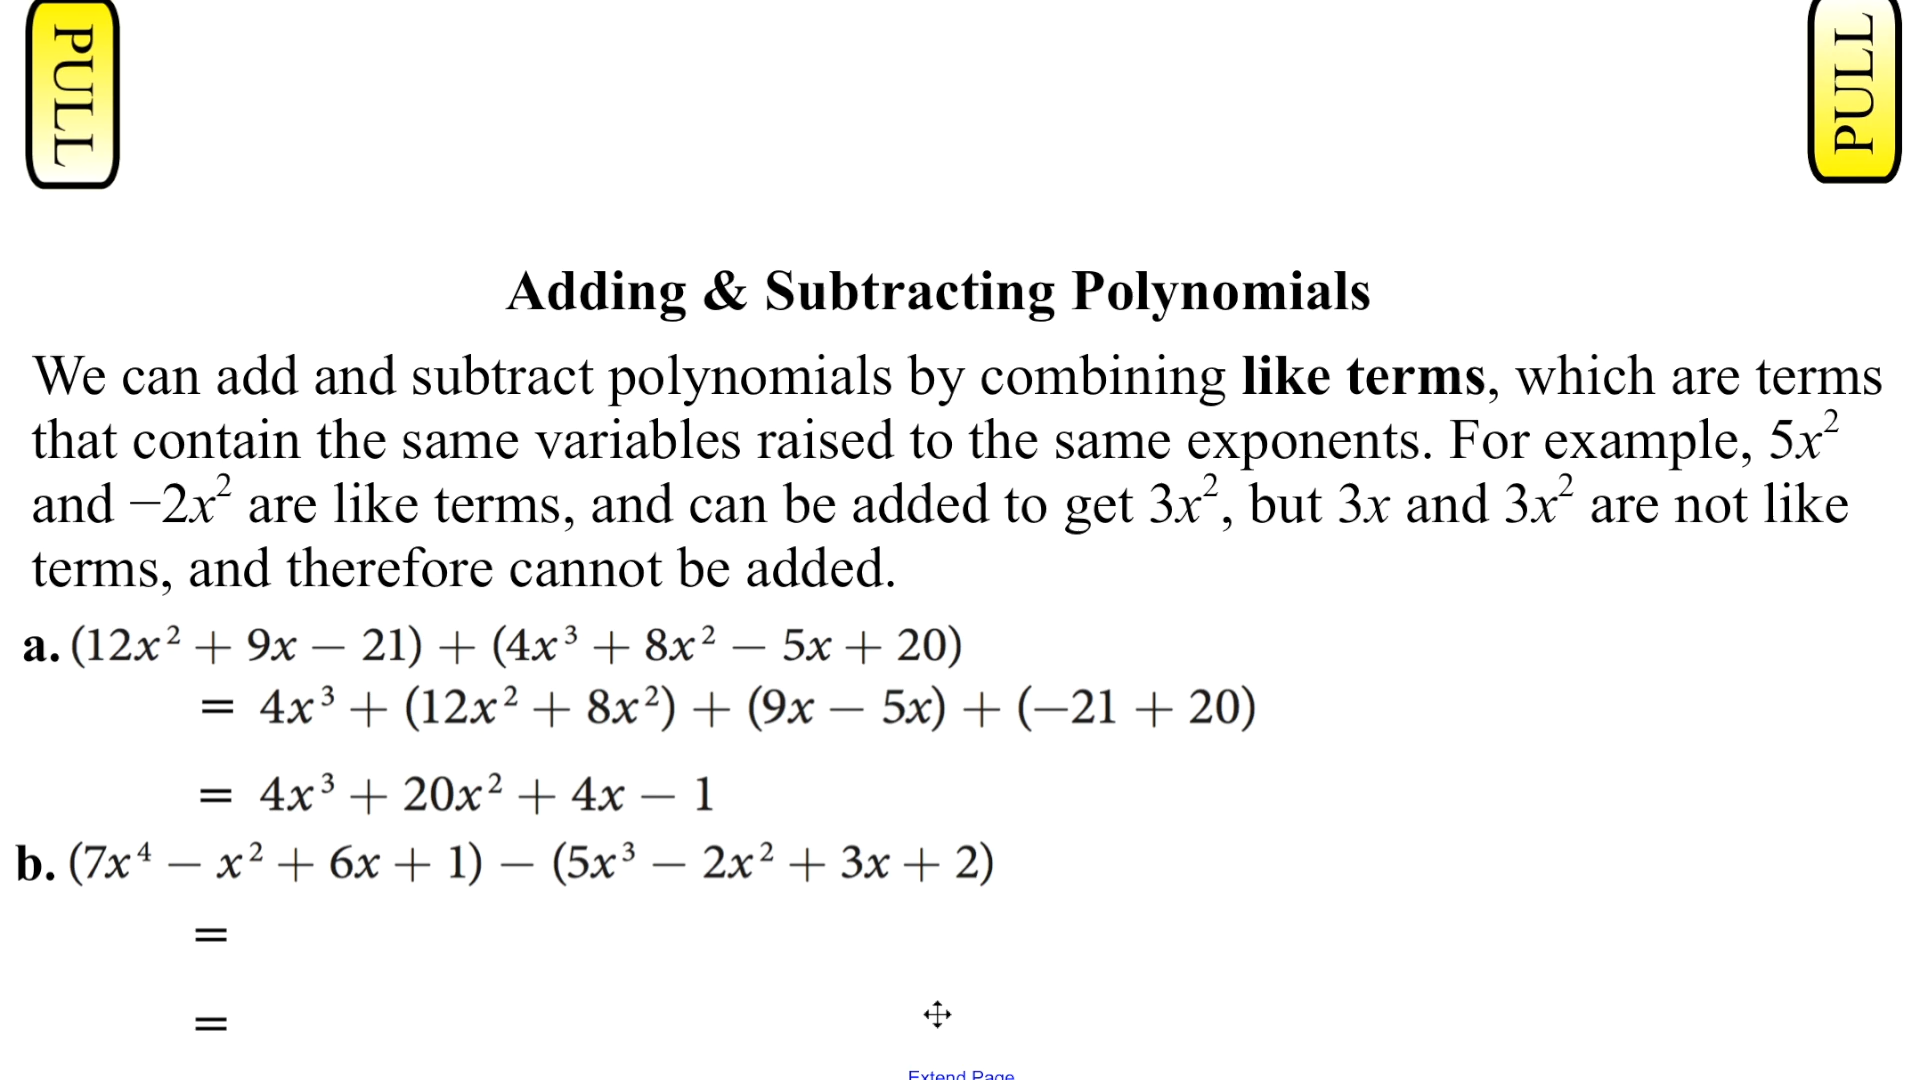 PULL
PULL
Adding & Subtracting Polynomials
We can add and subtract polynomials by combining like terms, which are terms
that contain the same variables raised to the same exponents. For example, 5x²
and −2x² are like terms, and can be added to get 3x², but 3x and 3x² are not like
terms, and therefore cannot be added.
a. (12x² + 9x − 21) + (4x³ + 8x² − 5x + 20)
= 4x³ + (12x² + 8x²) + (9x − 5x) + (−21 + 20)
= 4x³ + 20x² + 4x − 1
b. (7x⁴ − x² + 6x + 1) − (5x³ − 2x² + 3x + 2)
=
=
Extend Page